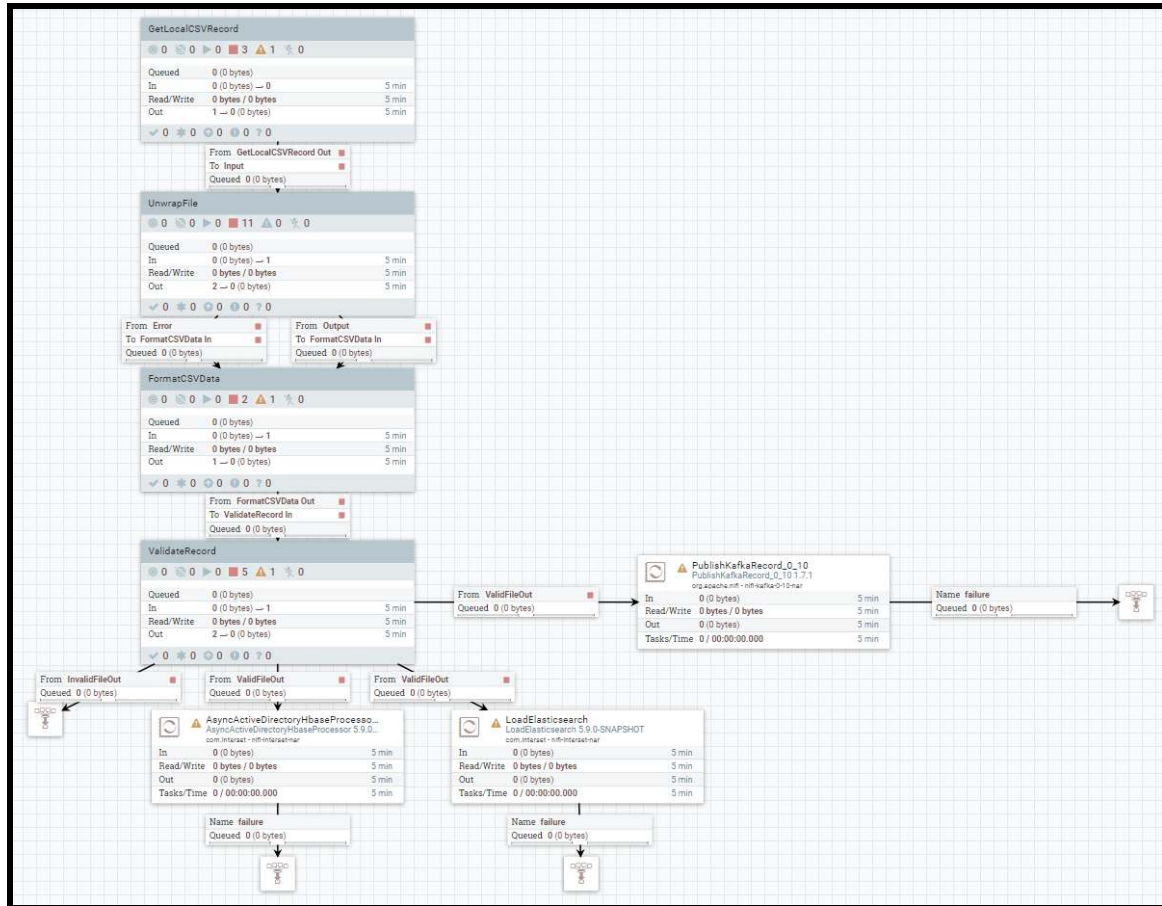 GetLocalCSVRecord
0 0 0 3 1 0
Queued 0 (0 bytes)
In 0 (0 bytes) → 0 5 min
Read/Write 0 bytes / 0 bytes 5 min
Out 1 → 0 (0 bytes) 5 min
0 0 0 0 ? 0
From GetLocalCSVRecord Out
To Input
Queued 0 (0 bytes)
UnwrapFile
0 0 0 11 0 0
Queued 0 (0 bytes)
In 0 (0 bytes) → 1 5 min
Read/Write 0 bytes / 0 bytes 5 min
Out 2 → 0 (0 bytes) 5 min
0 0 0 0 ? 0
From Error
To FormatCSVData In
Queued 0 (0 bytes)
From Output
To FormatCSVData In
Queued 0 (0 bytes)
FormatCSVData
0 0 0 2 1 0
Queued 0 (0 bytes)
In 0 (0 bytes) → 1 5 min
Read/Write 0 bytes / 0 bytes 5 min
Out 1 → 0 (0 bytes) 5 min
0 0 0 0 ? 0
From FormatCSVData Out
To ValidateRecord In
Queued 0 (0 bytes)
ValidateRecord
0 0 0 5 1 0
Queued 0 (0 bytes)
In 0 (0 bytes) → 1 5 min
Read/Write 0 bytes / 0 bytes 5 min
Out 2 → 0 (0 bytes) 5 min
0 0 0 0 ? 0
From ValidFileOut
Queued 0 (0 bytes)
PublishKafkaRecord_0_10
PublishKafkaRecord_0_10 1.7.1
org.apache.nifi - nifi-kafka-0-10-nar
In 0 (0 bytes) 5 min
Read/Write 0 bytes / 0 bytes 5 min
Out 0 (0 bytes) 5 min
Tasks/Time 0 / 00:00:00.000 5 min
Name failure
Queued 0 (0 bytes)
From InvalidFileOut
Queued 0 (0 bytes)
From ValidFileOut
Queued 0 (0 bytes)
From ValidFileOut
Queued 0 (0 bytes)
AsyncActiveDirectoryHbaseProcesso...
AsyncActiveDirectoryHbaseProcessor 5.9.0...
com.interset - nifi-interset-nar
In 0 (0 bytes) 5 min
Read/Write 0 bytes / 0 bytes 5 min
Out 0 (0 bytes) 5 min
Tasks/Time 0 / 00:00:00.000 5 min
Name failure
Queued 0 (0 bytes)
LoadElasticsearch
LoadElasticsearch 5.9.0-SNAPSHOT
com.interset - nifi-interset-nar
In 0 (0 bytes) 5 min
Read/Write 0 bytes / 0 bytes 5 min
Out 0 (0 bytes) 5 min
Tasks/Time 0 / 00:00:00.000 5 min
Name failure
Queued 0 (0 bytes)